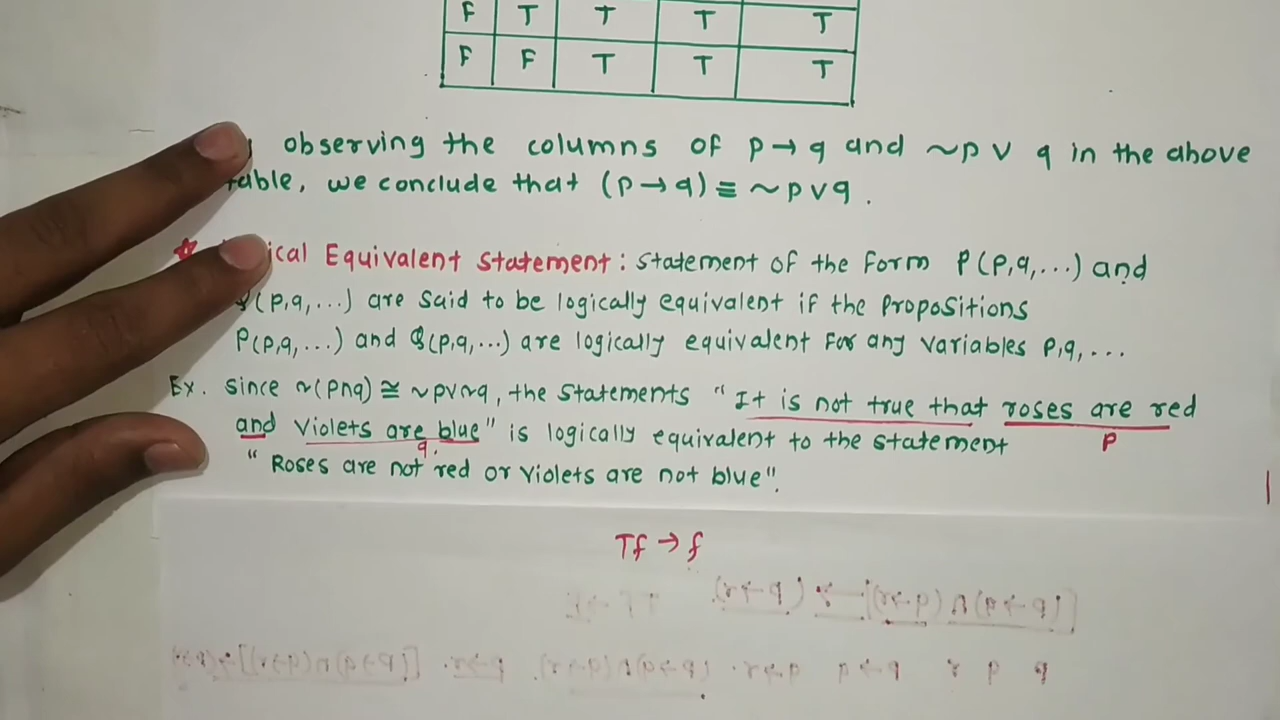 F T T T T
F F T T T
observing the columns of p → q and ~p ∨ q in the above
table, we conclude that (p → q) ≡ ~p ∨ q .
Equivalent Statement : Statement of the Form P(p,q,...) and
Q(p,q,...) are said to be logically equivalent if the Propositions
P(p,q,...) and Q(p,q,...) are logically equivalent For any variables p,q,...
Ex. Since ~(p∩q) ≅ ~p∨~q, the Statements "It is not true that roses are red
and Violets are blue" is logically equivalent to the statement
p
q.
"Roses are not red or Violets are not blue".
Tf → f